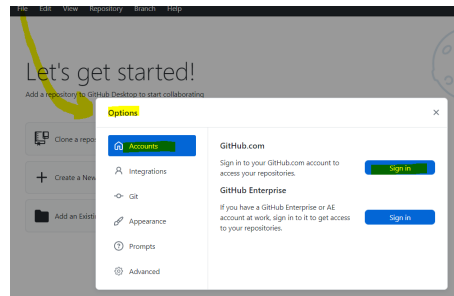 File Edit View Repository Branch Help
Let's get started!
Add a repository to GitHub Desktop to start collaborating
Clone a repos
Create a New
Add an Existi
Options
Accounts
Integrations
Git
Appearance
Prompts
Advanced
GitHub.com
Sign in to your GitHub.com account to
access your repositories.
Sign in
GitHub Enterprise
If you have a GitHub Enterprise or AE
account at work, sign in to it to get access
to your repositories.
Sign in